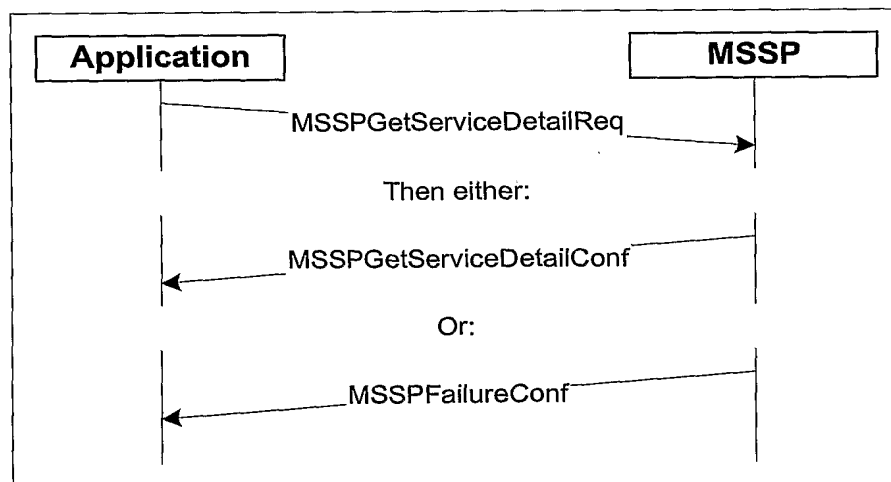 Application
MSSP
MSSPGetServiceDetailReq
Then either:
MSSPGetServiceDetailConf
Or:
MSSPFailureConf